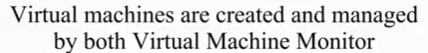 Virtual machines are created and managed
by both Virtual Machine Monitor